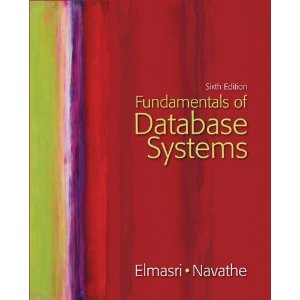 Sixth Edition
Fundamentals of
Database
Systems
Elmasri • Navathe